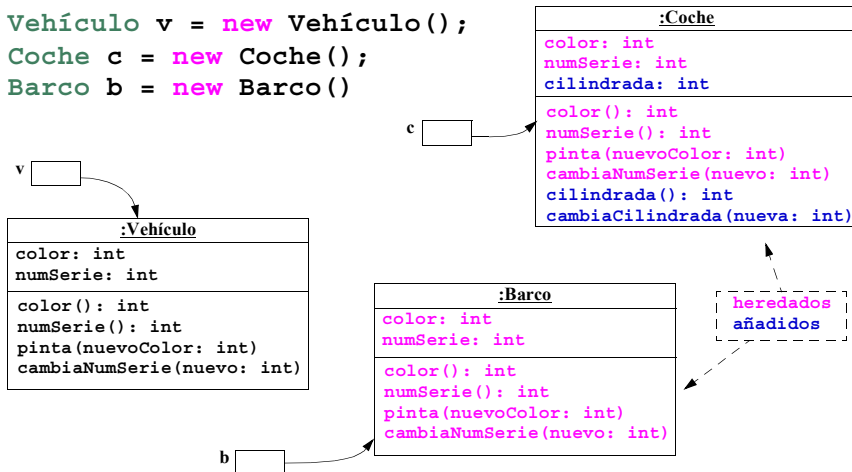 Vehículo v = new Vehículo();
Coche c = new Coche();
Barco b = new Barco()
:Coche
color: int
numSerie: int
cilindrada: int
color(): int
numSerie(): int
pinta(nuevoColor: int)
cambiaNumSerie(nuevo: int)
cilindrada(): int
cambiaCilindrada(nueva: int)
c
v
:Vehículo
color: int
numSerie: int
color(): int
numSerie(): int
pinta(nuevoColor: int)
cambiaNumSerie(nuevo: int)
:Barco
color: int
numSerie: int
color(): int
numSerie(): int
pinta(nuevoColor: int)
cambiaNumSerie(nuevo: int)
heredados
añadidos
b